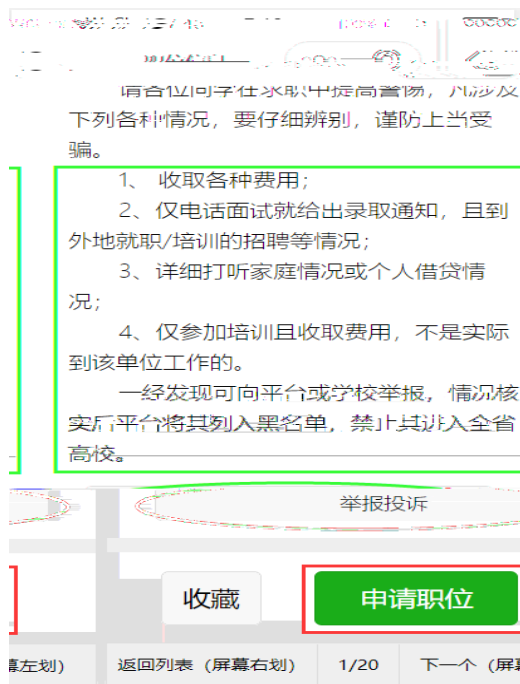 请各位同学在求职中提高警惕，凡涉及
下列各种情况，要仔细辨别，谨防上当受
骗。
1、 收取各种费用；
2、仅电话面试就给出录取通知，且到
外地就职/培训的招聘等情况；
3、详细打听家庭情况或个人借贷情
况；
4、仅参加培训且收取费用，不是实际
到该单位工作的。
一经发现可向平台或学校举报，情况核
实后平台将其列入黑名单，禁止其进入全省
高校。
举报投诉
收藏 申请职位
幕左划） 返回列表（屏幕右划） 1/20 下一个（屏